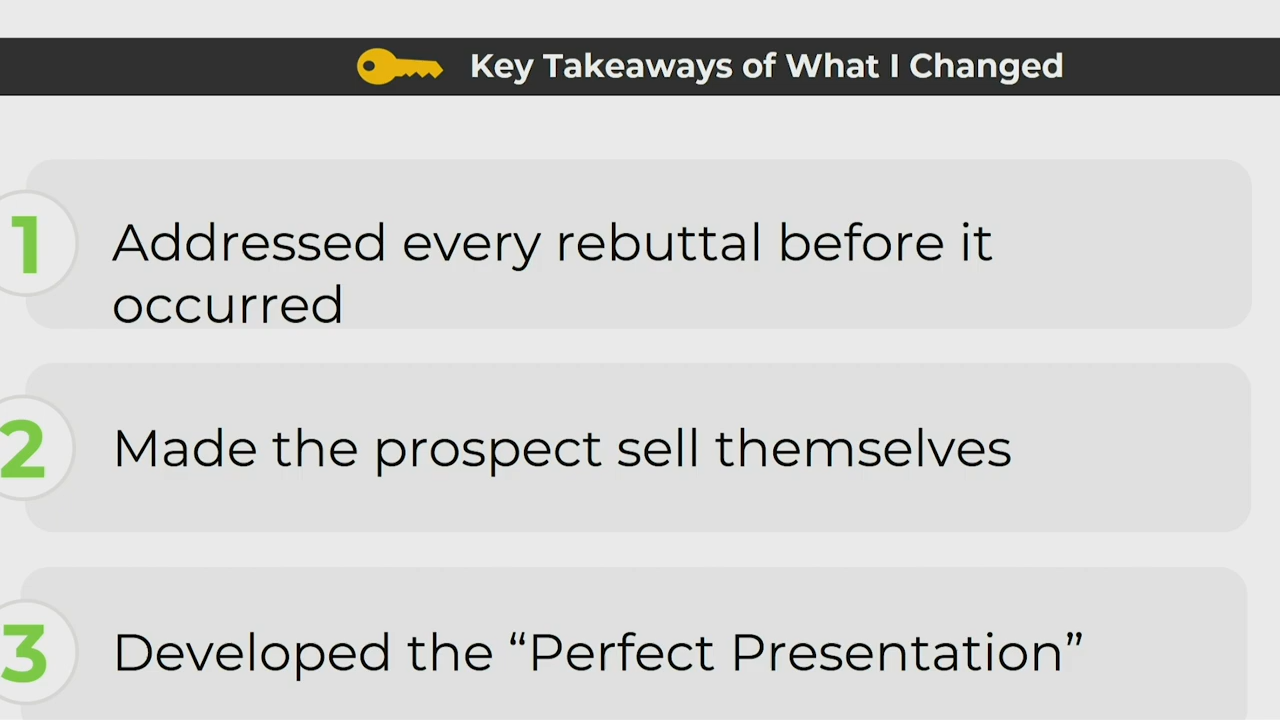 Key Takeaways of What I Changed
1
Addressed every rebuttal before it
occurred
2
Made the prospect sell themselves
3
Developed the “Perfect Presentation”